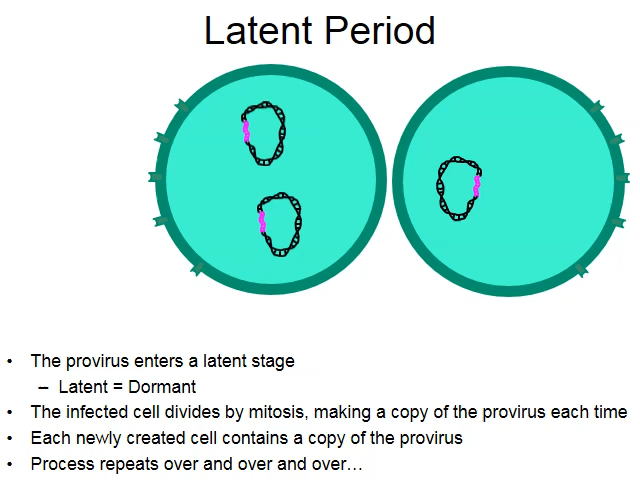 Latent Period
• The provirus enters a latent stage
– Latent = Dormant
• The infected cell divides by mitosis, making a copy of the provirus each time
• Each newly created cell contains a copy of the provirus
• Process repeats over and over and over…